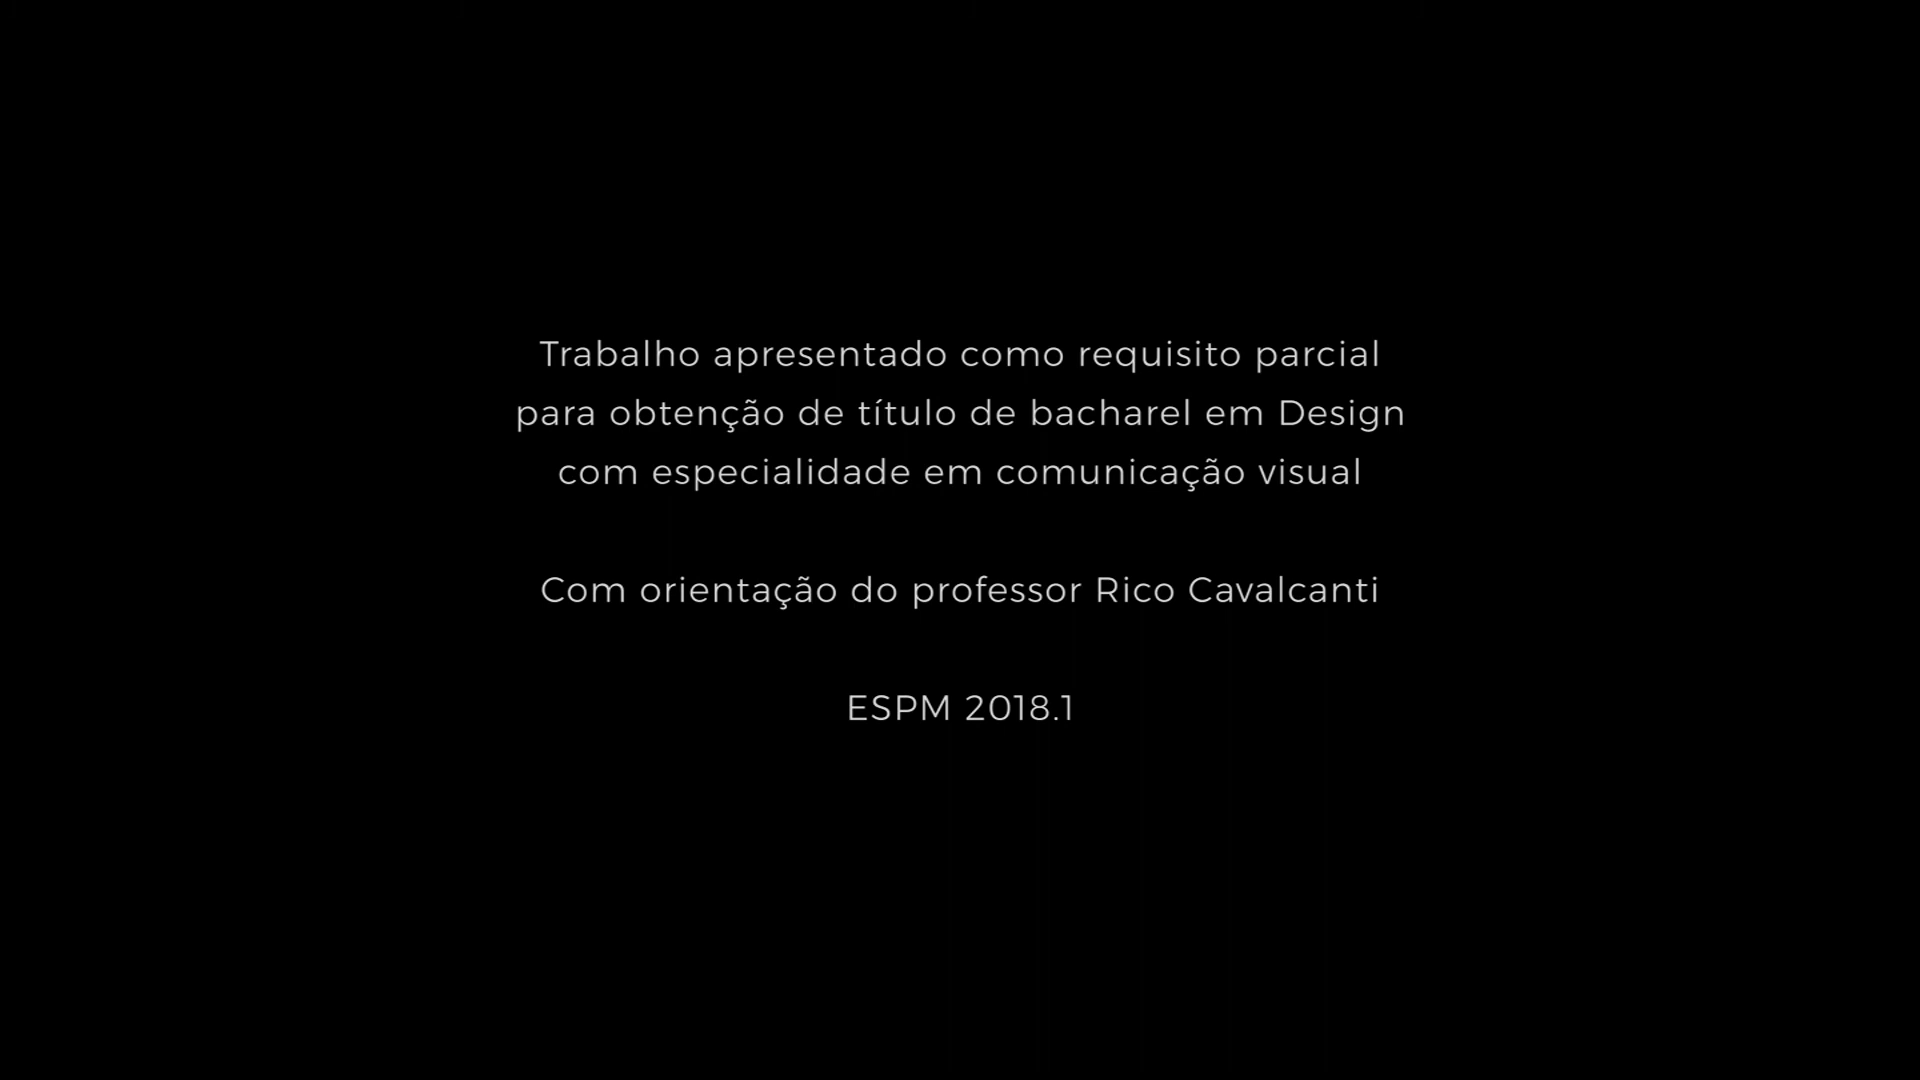 Trabalho apresentado como requisito parcial
para obtenção de título de bacharel em Design
com especialidade em comunicação visual
Com orientação do professor Rico Cavalcanti
ESPM 2018.1